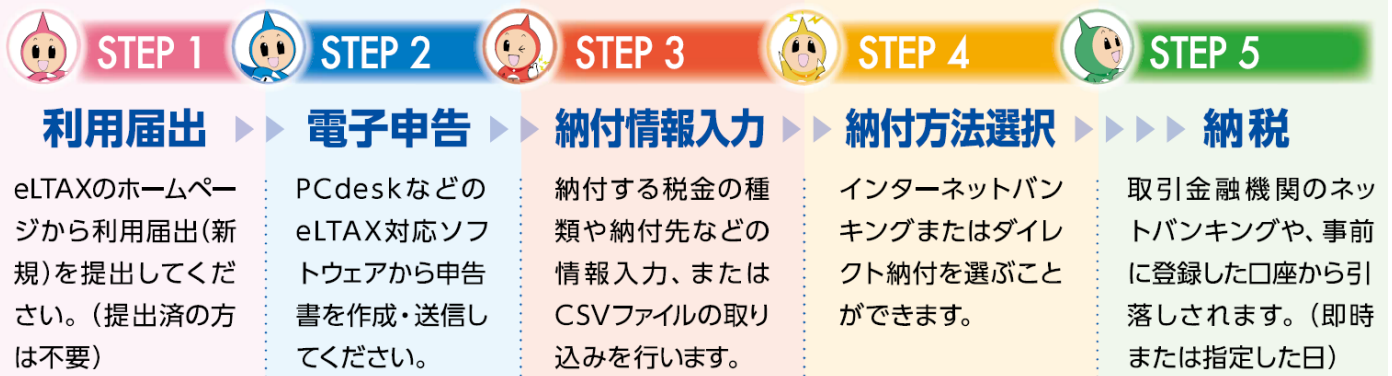 STEP 1
利用届出
eLTAXのホームペー
ジから利用届出(新
規)を提出してくだ
さい。(提出済の方
は不要)
STEP 2
電子申告
PCdeskなどの
eLTAX対応ソフ
トウェアから申告
書を作成・送信し
てください。
STEP 3
納付情報入力
納付する税金の種
類や納付先などの
情報入力、または
CSVファイルの取り
込みを行います。
STEP 4
納付方法選択
インターネットバン
キングまたはダイレ
クト納付を選ぶこと
ができます。
STEP 5
納税
取引金融機関のネッ
トバンキングや、事前
に登録した口座から引
落しされます。(即時
または指定した日)